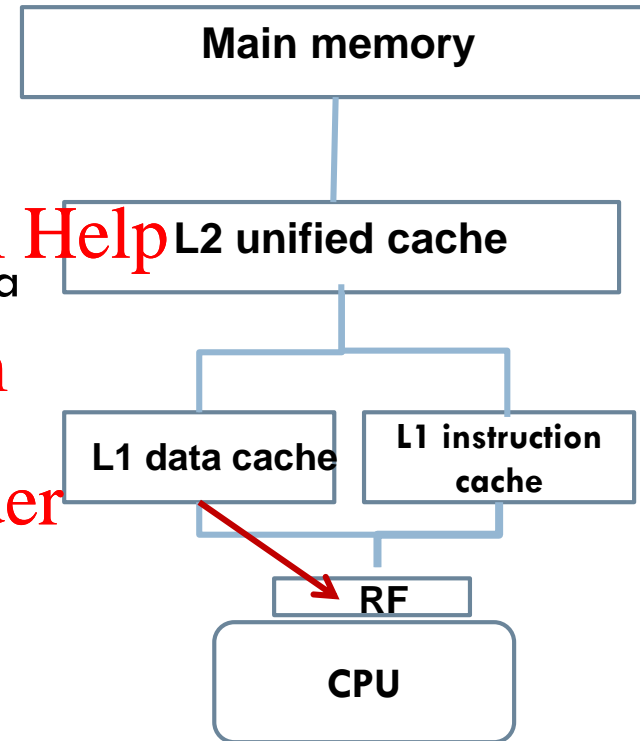 Main memory
Help
L2 unified cache
a
L1 data cache
L1 instruction
cache
RF
CPU